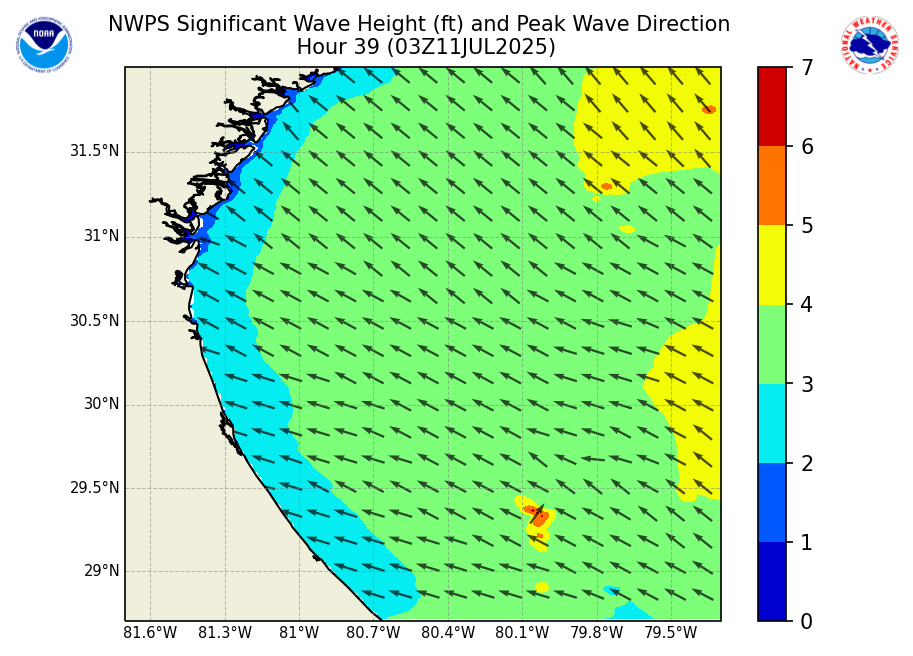 NWPS Significant Wave Height (ft) and Peak Wave Direction
Hour 39 (03Z11JUL2025)
NOAA
NATIONAL WEATHER SERVICE
31.5°N
31°N
30.5°N
30°N
29.5°N
29°N
81.6°W 81.3°W 81°W 80.7°W 80.4°W 80.1°W 79.8°W 79.5°W
7
6
5
4
3
2
1
0